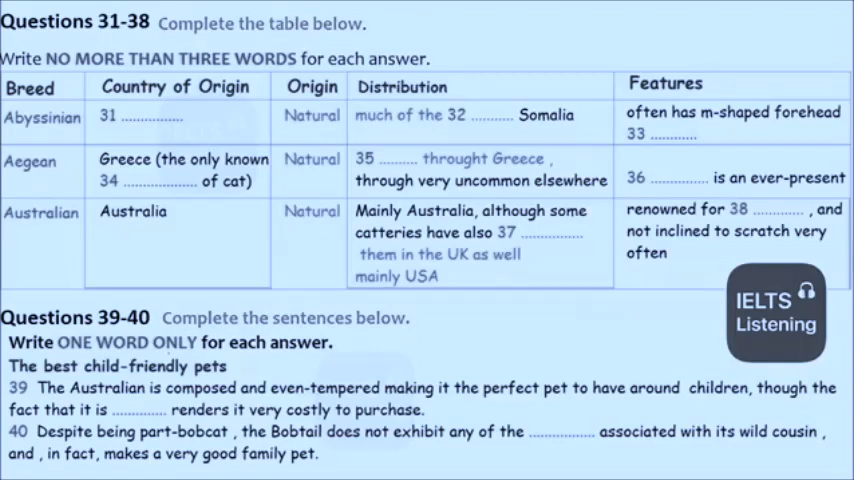 Questions 31-38 Complete the table below.
Write NO MORE THAN THREE WORDS for each answer.
Breed Country of Origin Origin Distribution Features
Abyssinian 31 ................ Natural much of the 32 ........... Somalia often has m-shaped forehead
33 ............
Aegean Greece (the only known Natural 35 .......... throught Greece ,
34 ................... of cat) through very uncommon elsewhere 36 ............... is an ever-present
Australian Australia Natural Mainly Australia, although some renowned for 38 ............. , and
catteries have also 37 ................ not inclined to scratch very
them in the UK as well often
mainly USA
IELTS
Listening
Questions 39-40 Complete the sentences below.
Write ONE WORD ONLY for each answer.
The best child-friendly pets
39 The Australian is composed and even-tempered making it the perfect pet to have around children, though the
fact that it is .............. renders it very costly to purchase.
40 Despite being part-bobcat , the Bobtail does not exhibit any of the ................. associated with its wild cousin ,
and , in fact, makes a very good family pet.